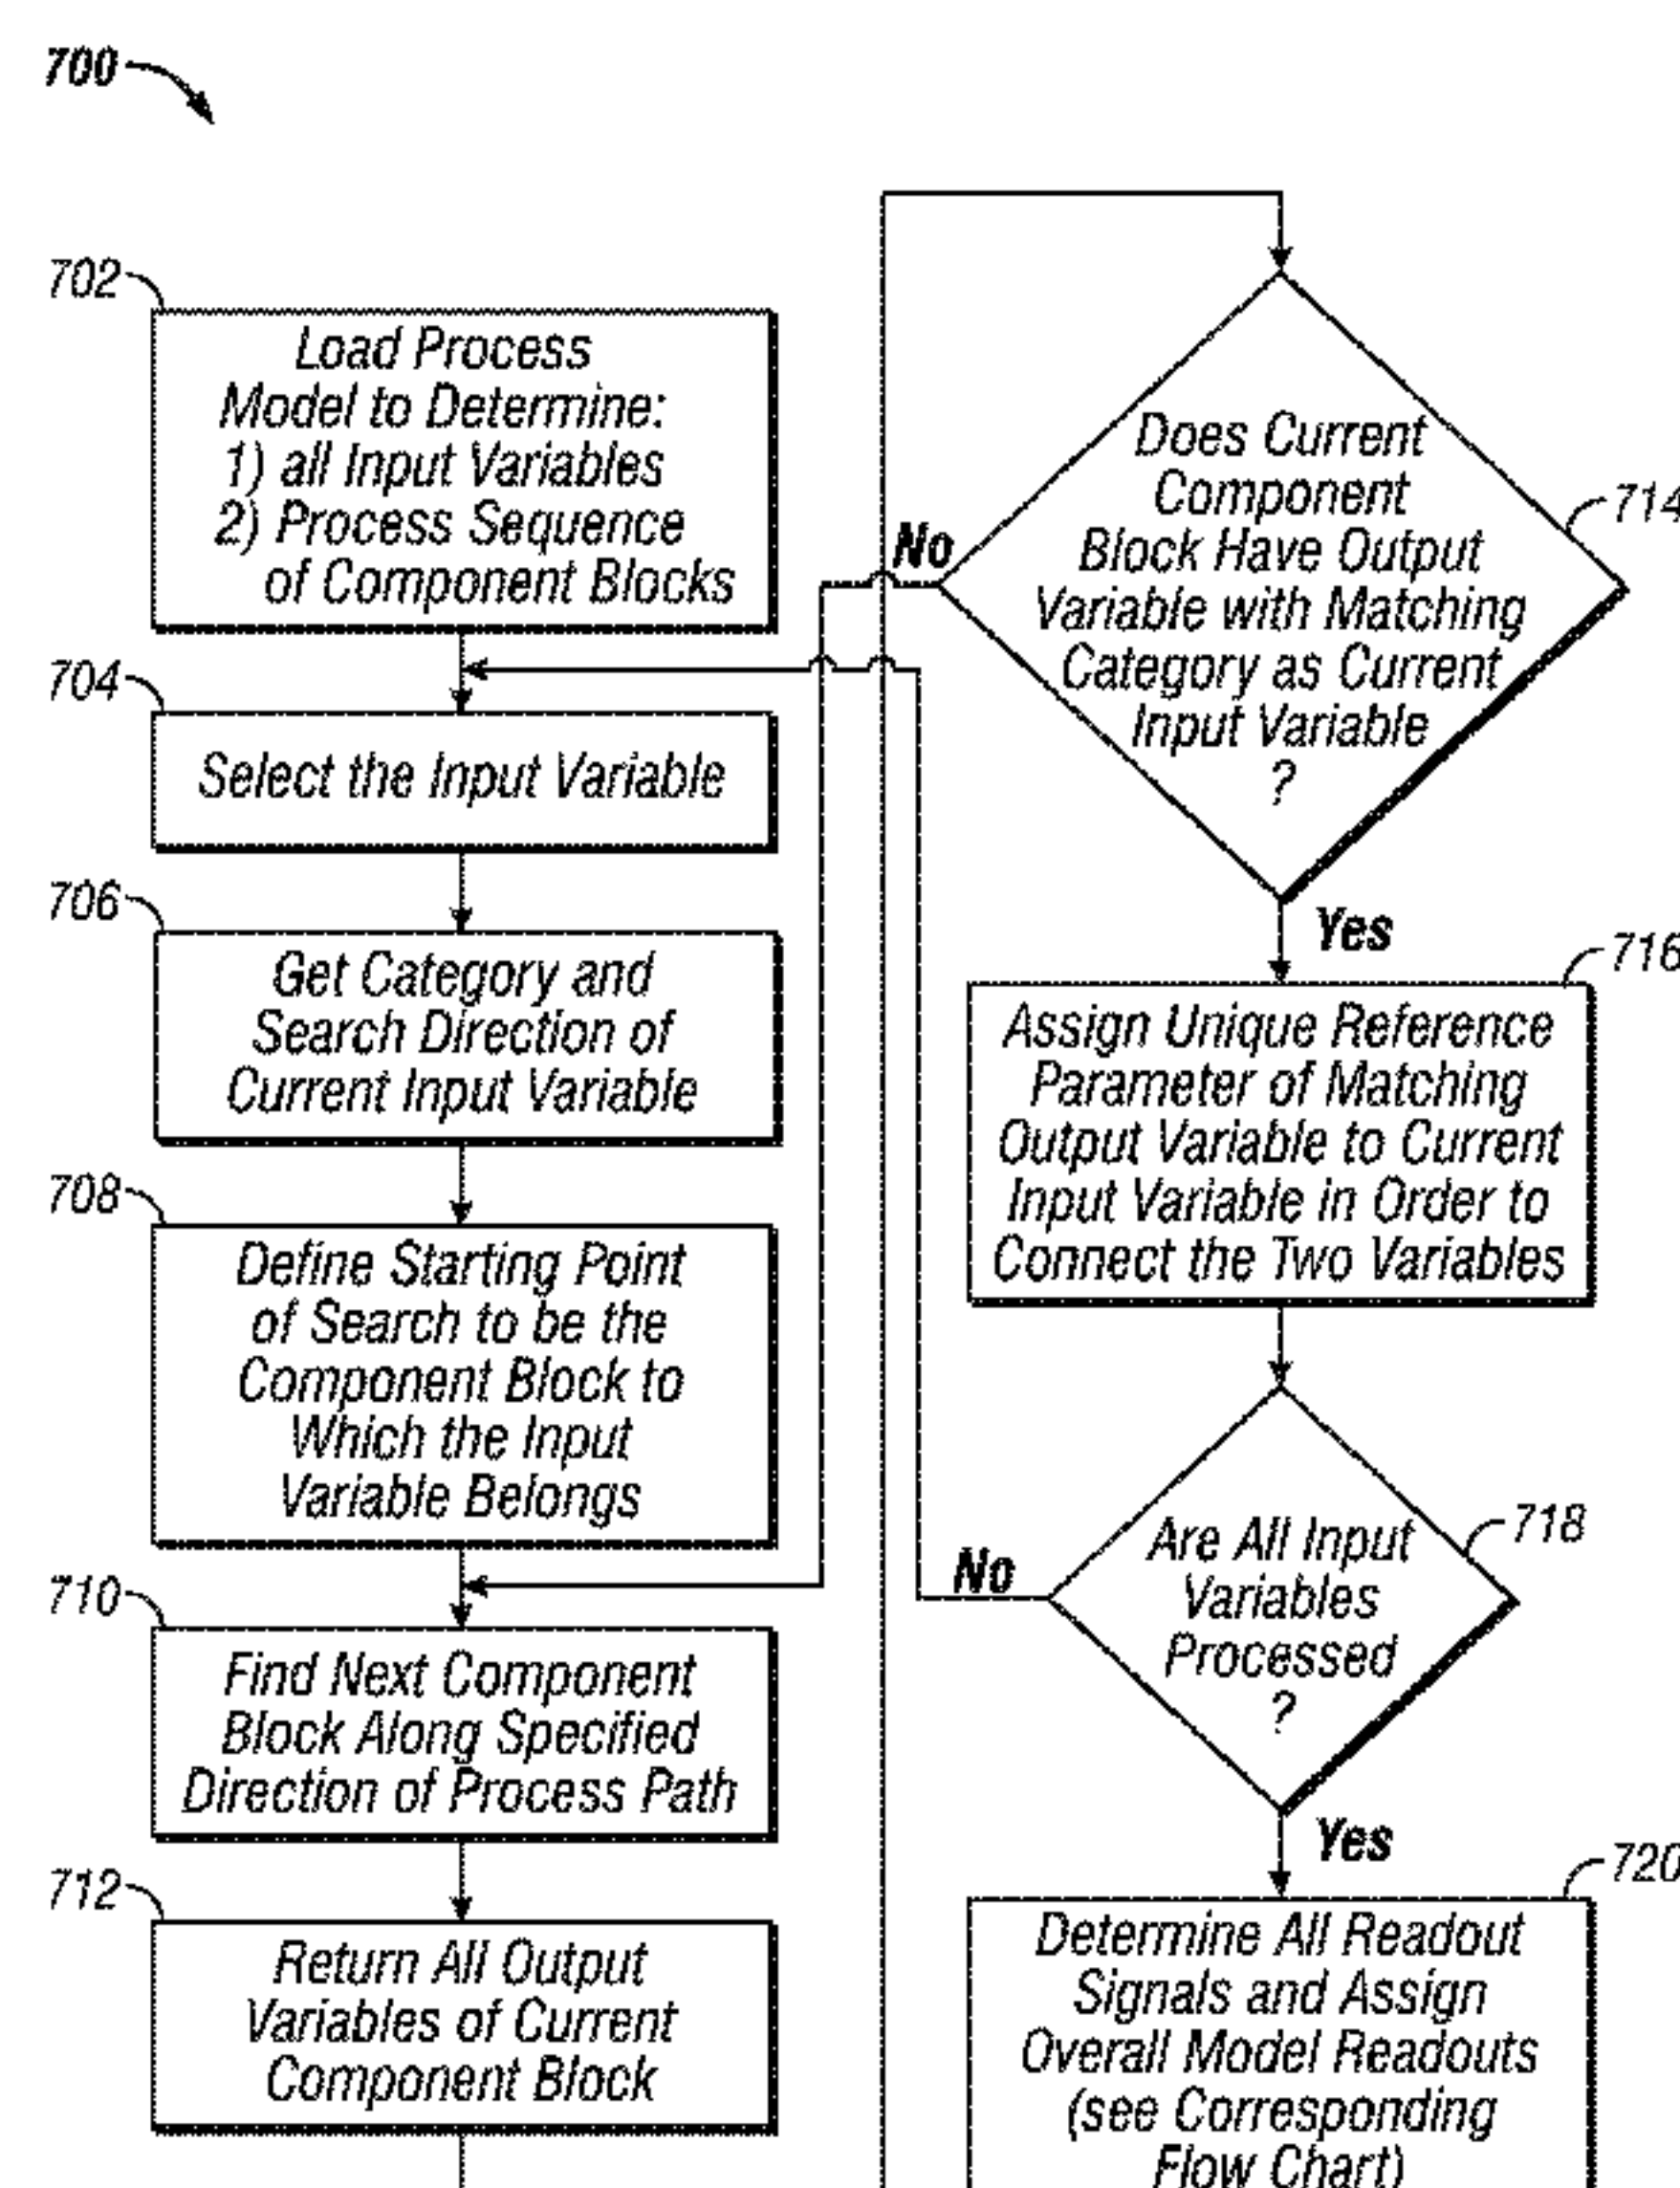 700
702
Load Process
Model to Determine:
1) all Input Variables
2) Process Sequence
of Component Blocks
704
Select the Input Variable
706
Get Category and
Search Direction of
Current Input Variable
708
Define Starting Point
of Search to be the
Component Block to
Which the Input
Variable Belongs
710
Find Next Component
Block Along Specified
Direction of Process Path
712
Return All Output
Variables of Current
Component Block
714
Does Current
Component
Block Have Output
Variable with Matching
Category as Current
Input Variable
?
No
Yes
716
Assign Unique Reference
Parameter of Matching
Output Variable to Current
Input Variable in Order to
Connect the Two Variables
718
Are All Input
Variables
Processed
?
No
Yes
720
Determine All Readout
Signals and Assign
Overall Model Readouts
(see Corresponding
Flow Chart)